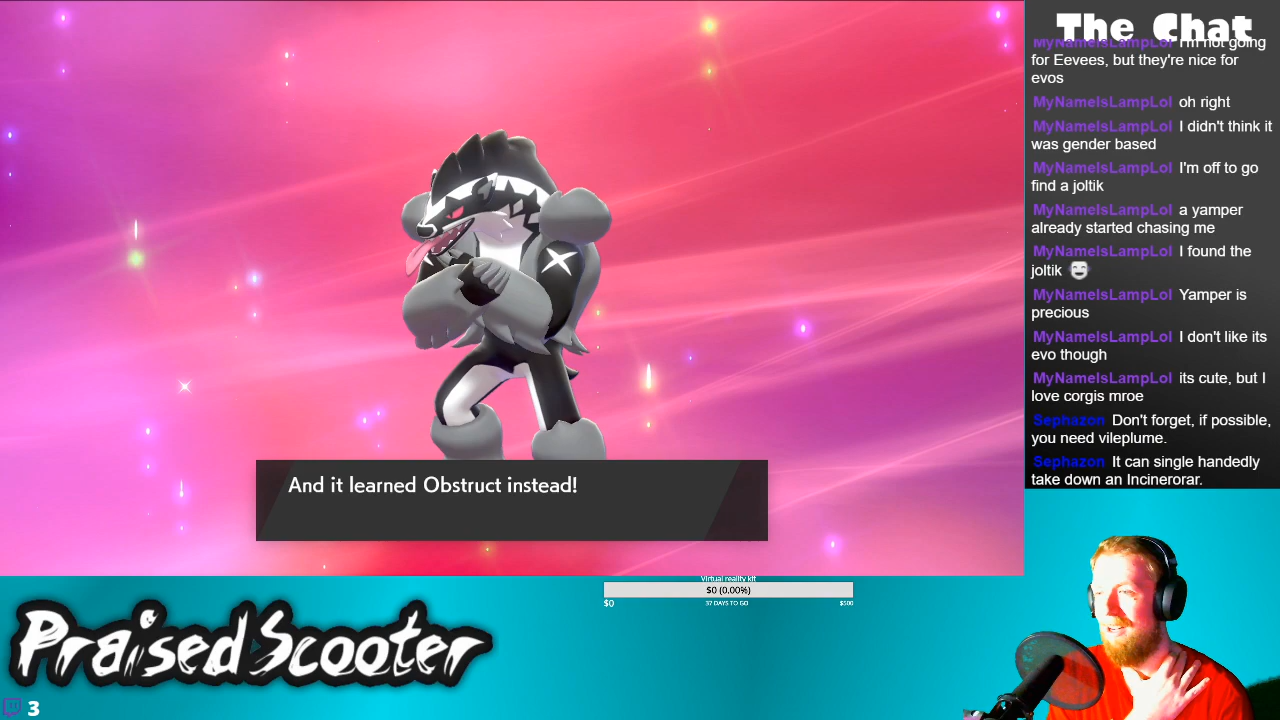 The Chat
MyNameIsLampLol I'm not going
for Eevees, but they're nice for
evos
MyNameIsLampLol oh right
MyNameIsLampLol I didn't think it
was gender based
MyNameIsLampLol I'm off to go
find a joltik
MyNameIsLampLol a yamper
already started chasing me
MyNameIsLampLol I found the
joltik
MyNameIsLampLol Yamper is
precious
MyNameIsLampLol I don't like its
evo though
MyNameIsLampLol its cute, but I
love corgis mroe
Sephazon Don't forget, if possible,
you need vileplume.
Sephazon It can single handedly
take down an Incinerorar.
And it learned Obstruct instead!
Virtual reality kit
$0 (0.00%)
$0 37 DAYS TO GO $500
Praised Scooter
3